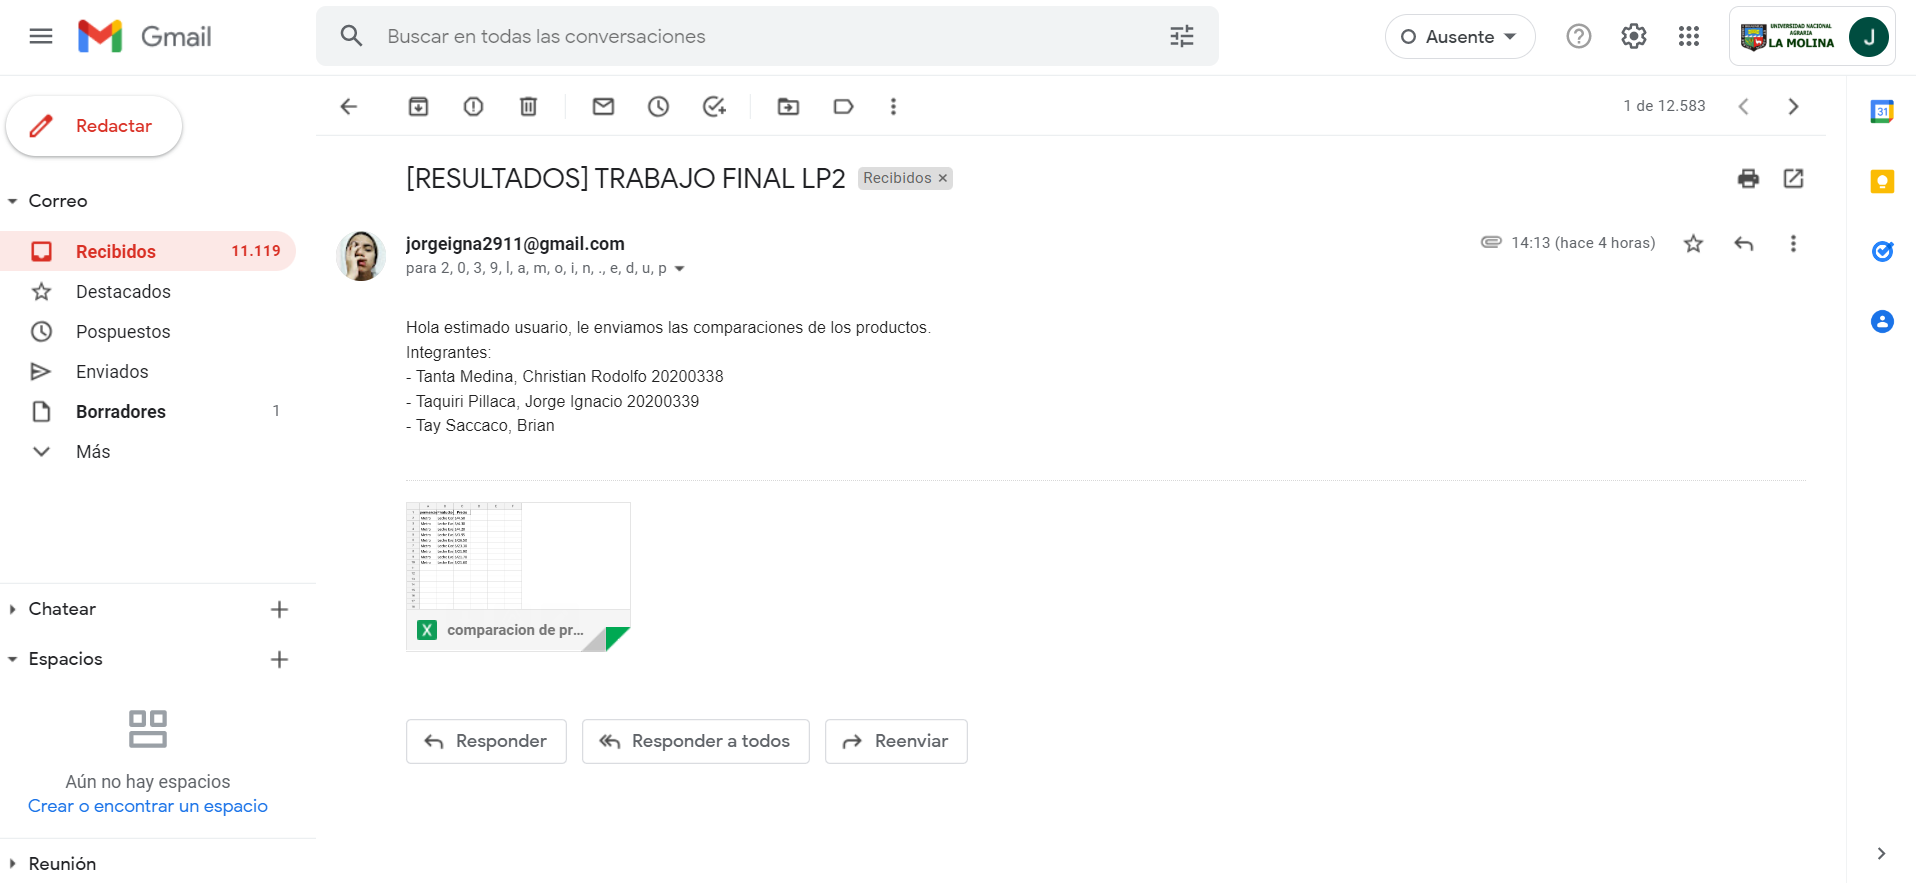 Gmail
Buscar en todas las conversaciones
Ausente
UNIVERSIDAD NACIONAL
AGRARIA
LA MOLINA
J
Redactar
1 de 12.583
31
Correo
[RESULTADOS] TRABAJO FINAL LP2 Recibidos ×
Recibidos 11.119
jorgeigna2911@gmail.com
14:13 (hace 4 horas)
para 2, 0, 3, 9, l, a, m, o, i, n, ., e, d, u, p
Destacados
Pospuestos
Enviados
Borradores 1
Más
Hola estimado usuario, le enviamos las comparaciones de los productos.
Integrantes:
- Tanta Medina, Christian Rodolfo 20200338
- Taquiri Pillaca, Jorge Ignacio 20200339
- Tay Saccaco, Brian
X comparacion de pr...
Chatear
Espacios
Aún no hay espacios
Crear o encontrar un espacio
Reunión
Responder
Responder a todos
Reenviar